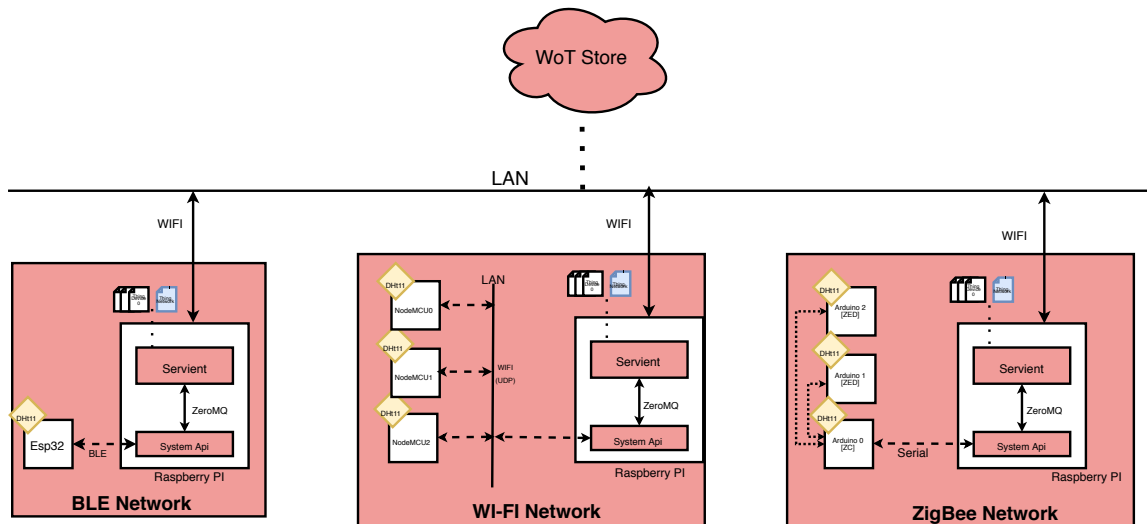 WoT Store
LAN
WIFI
WIFI
WIFI
DHt11
Esp32
BLE
Servient
ZeroMQ
System Api
Raspberry PI
BLE Network
LAN
DHt11
NodeMCU0
DHt11
NodeMCU1
DHt11
NodeMCU2
WIFI
(UDP)
Servient
ZeroMQ
System Api
Raspberry PI
WI-FI Network
DHt11
Arduino 2
[ZED]
DHt11
Arduino 1
[ZED]
DHt11
Arduino 0
[ZC]
Serial
Servient
ZeroMQ
System Api
Raspberry PI
ZigBee Network